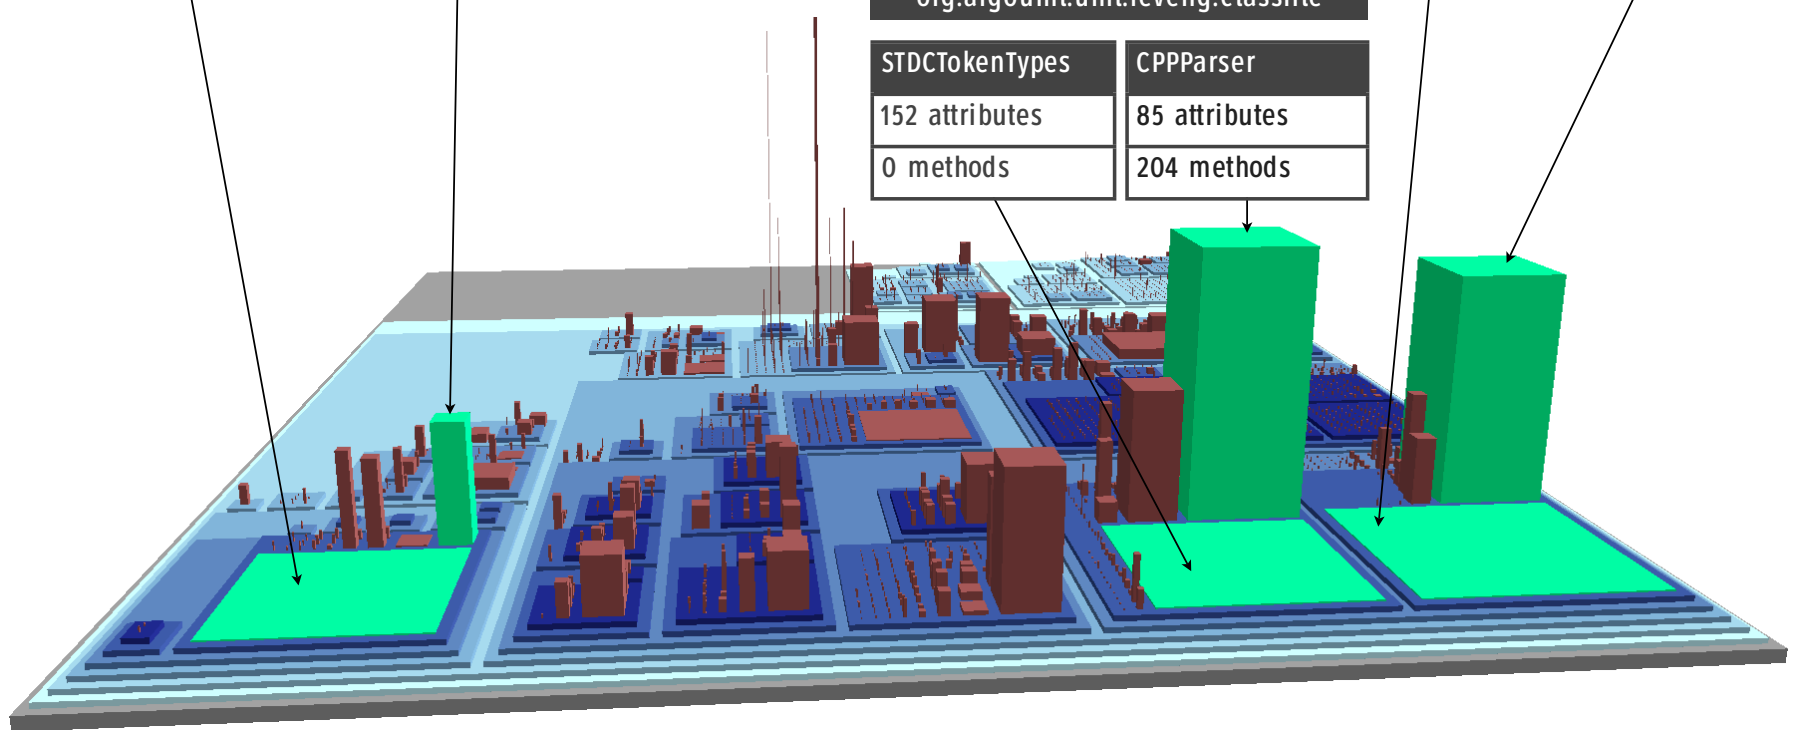 STDCTokenTypes
152 attributes
0 methods
CPPParser
85 attributes
204 methods